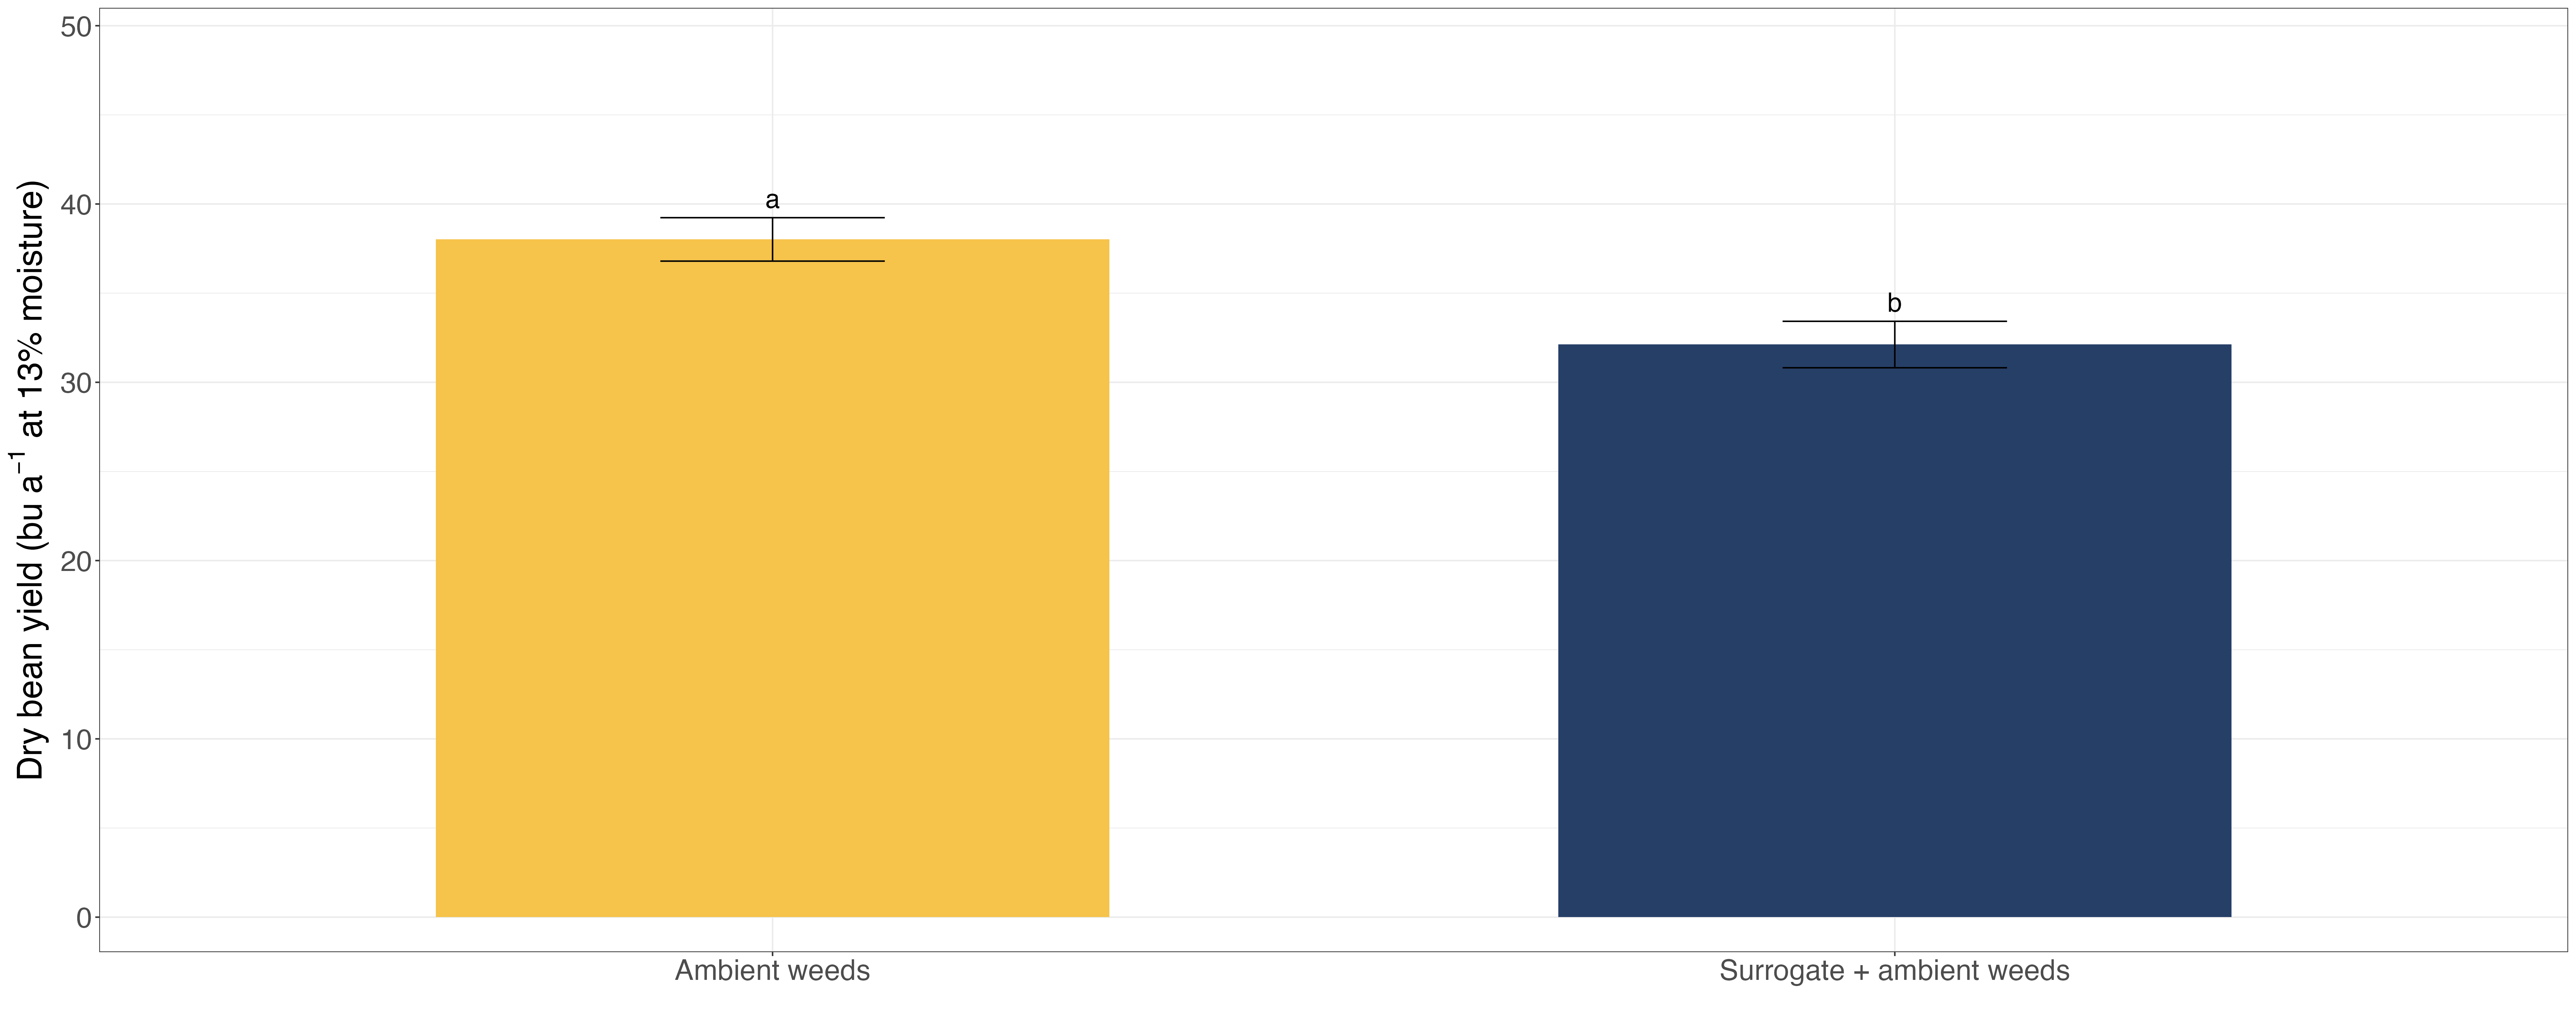 Dry bean yield (bu a⁻¹ at 13% moisture)
50
40
30
20
10
0
a
b
Ambient weeds
Surrogate + ambient weeds